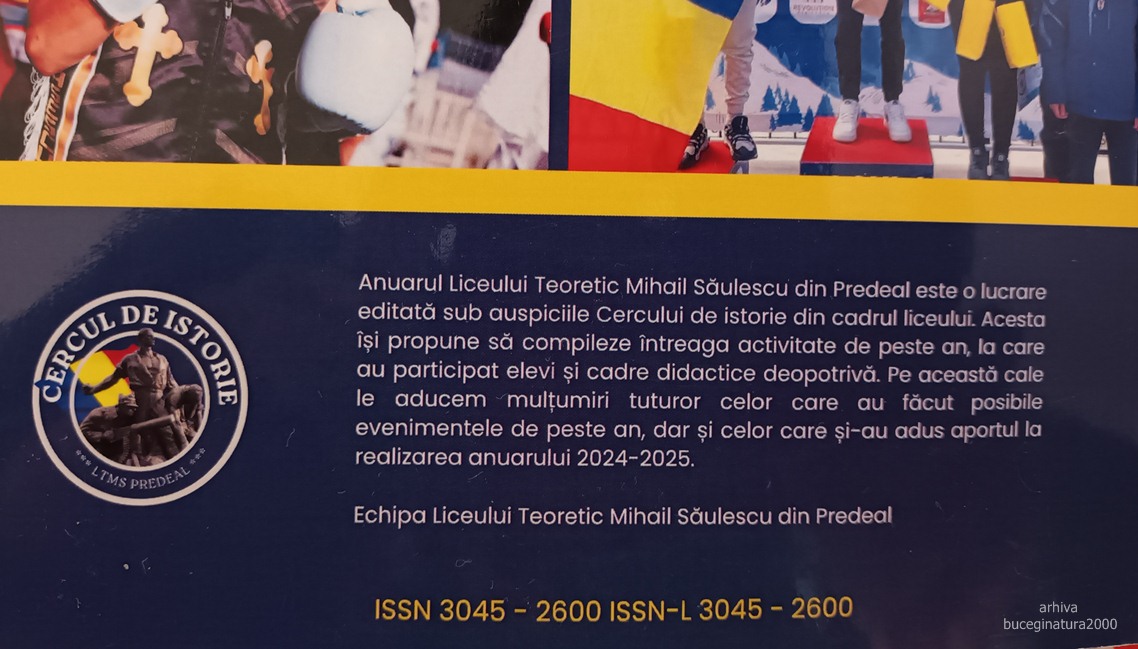 CERCUL DE ISTORIE
*** LTMS PREDEAL ***
Anuarul Liceului Teoretic Mihail Săulescu din Predeal este o lucrare
editată sub auspiciile Cercului de istorie din cadrul liceului. Acesta
își propune să compileze întreaga activitate de peste an, la care
au participat elevi și cadre didactice deopotrivă. Pe această cale
le aducem mulțumiri tuturor celor care au făcut posibile
evenimentele de peste an, dar și celor care și-au adus aportul la
realizarea anuarului 2024-2025.
Echipa Liceului Teoretic Mihail Săulescu din Predeal
ISSN 3045 - 2600 ISSN-L 3045 - 2600
arhiva
buceginatura2000